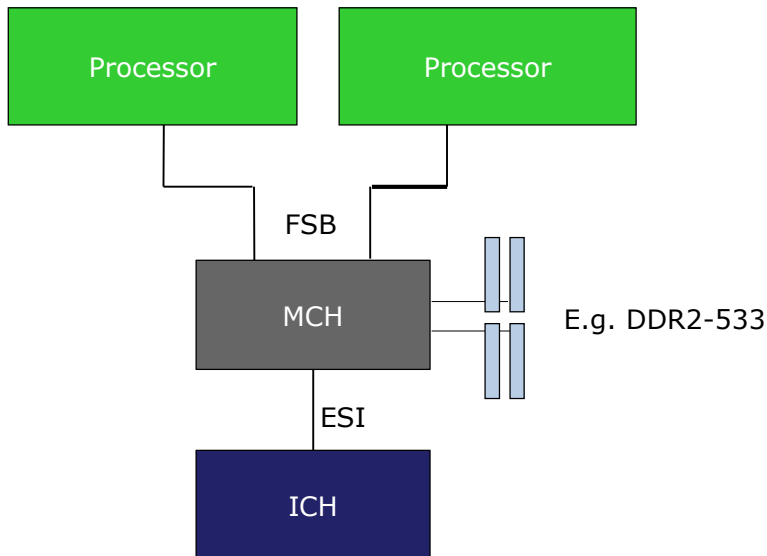 Processor
Processor
FSB
MCH
E.g. DDR2-533
ESI
ICH